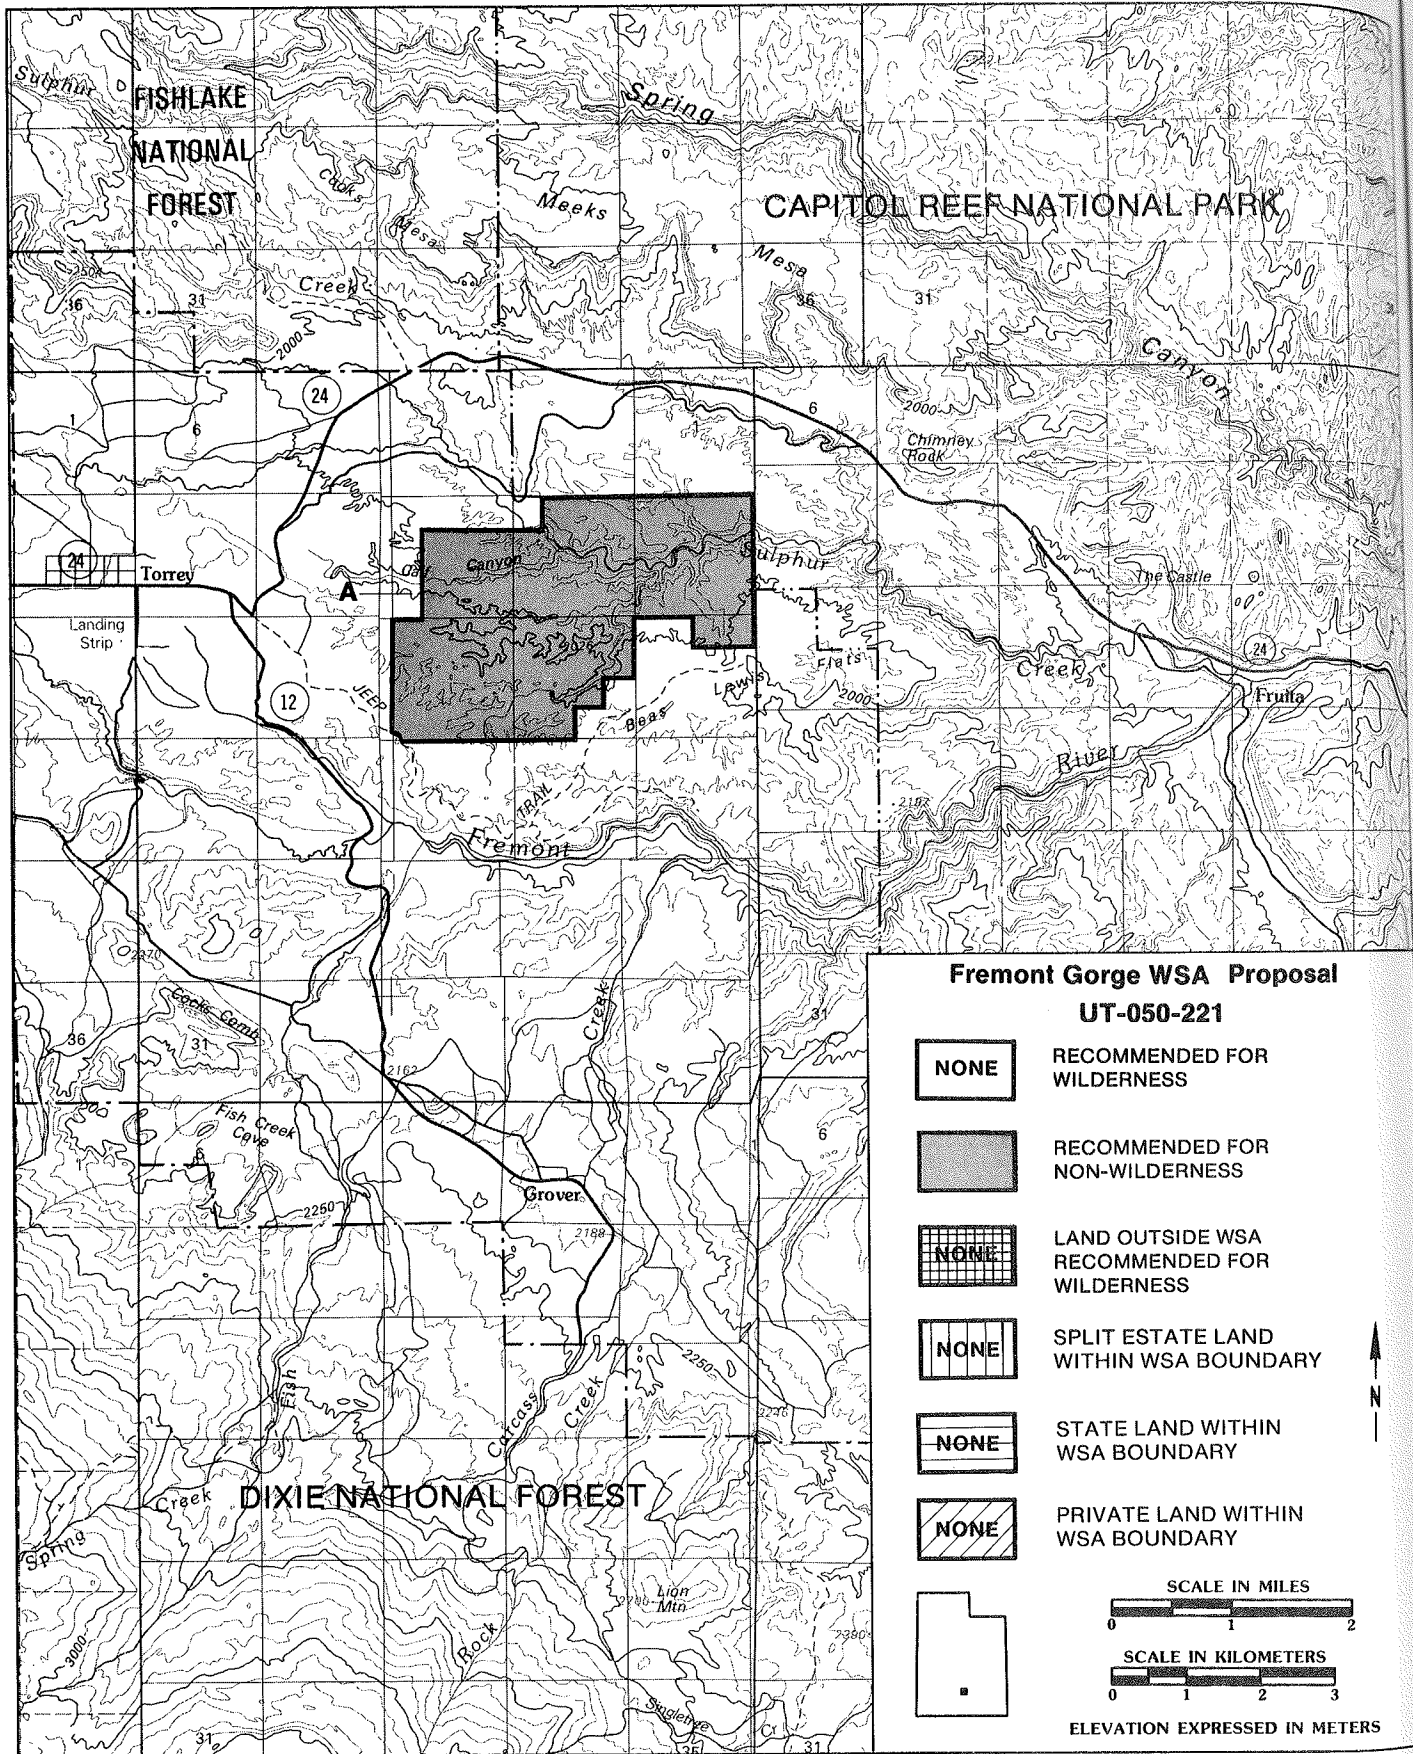 Sulphur
FISHLAKE
NATIONAL
FOREST
Spring
Cooks
Mesa
Meeks
Mesa
CAPITOL REEF NATIONAL PARK
Creek
36
31
36
31
2000
Canyon
24
1
6
1
6
2000
Chimney
Rock
24
Torrey
A
Canyon
Sulphur
The Castle
Landing
Strip
12
JEEP
Flats
Lewis
Beas
2000
Creek
24
Fruita
River
TRAIL
Fremont
2370
Cocks Comb
36
31
Creek
2162
31
Fish Creek
Cove
6
6
2250
Grover
2188
2250
Fish
Carcass
Creek
2246
Creek
DIXIE NATIONAL FOREST
Spring
Lion
Mtn
3000
Rock
Singletree
Cr
31
35
31
Fremont Gorge WSA Proposal
UT-050-221
NONE
RECOMMENDED FOR
WILDERNESS
RECOMMENDED FOR
NON-WILDERNESS
NONE
LAND OUTSIDE WSA
RECOMMENDED FOR
WILDERNESS
NONE
SPLIT ESTATE LAND
WITHIN WSA BOUNDARY
NONE
STATE LAND WITHIN
WSA BOUNDARY
NONE
PRIVATE LAND WITHIN
WSA BOUNDARY
N
SCALE IN MILES
0 1 2
SCALE IN KILOMETERS
0 1 2 3
ELEVATION EXPRESSED IN METERS